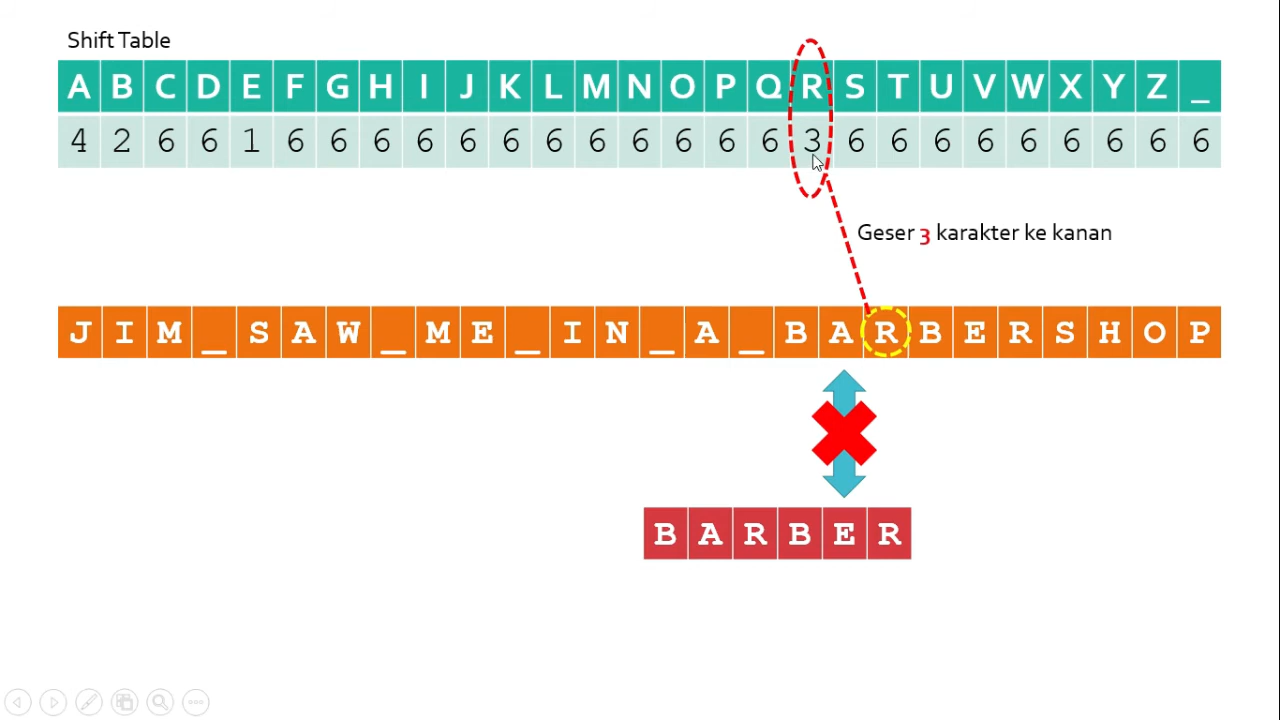 Shift Table
A B C D E F G H I J K L M N O P Q R S T U V W X Y Z _
4 2 6 6 1 6 6 6 6 6 6 6 6 6 6 6 6 3 6 6 6 6 6 6 6 6 6
Geser 3 karakter ke kanan
J I M _ S A W _ M E _ I N _ A _ B A R B E R S H O P
B A R B E R